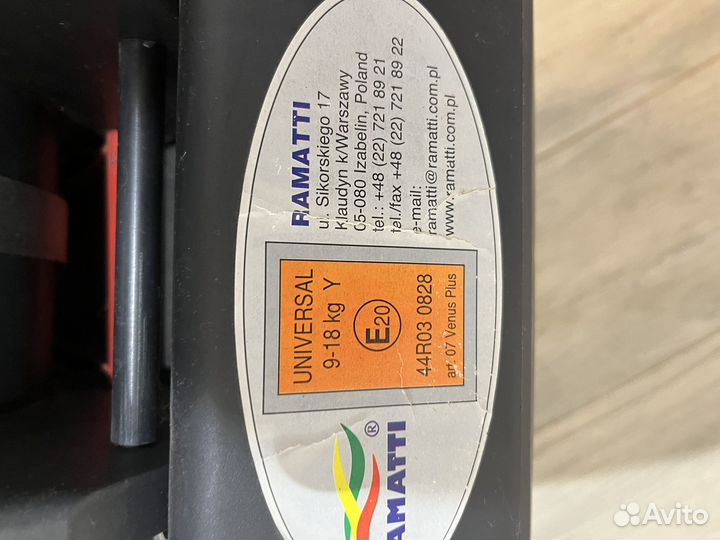 RAMATTI
ul. Sikorskiego 17
Klaudyn k/Warszawy
05-080 Izabelin, Poland
tel.: +48 (22) 721 89 21
tel./fax +48 (22) 721 89 22
e-mail:
ramatti@ramatti.com.pl
www.ramatti.com.pl
UNIVERSAL
9-18 kg Y
E20
44R03 0828
art. 07 Venus Plus
®
AMATTI
Avito